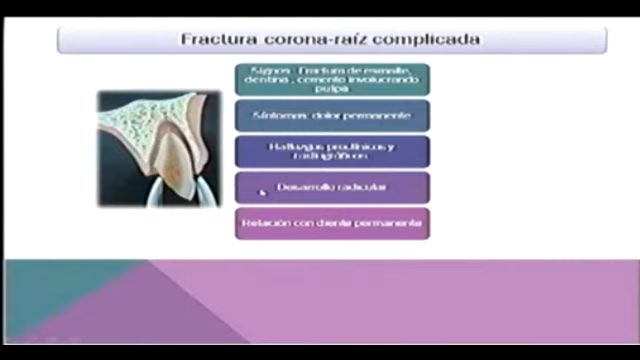 Fractura corona-raíz complicada
Signos: Fractura de esmalte,
dentina, cemento involucrando
pulpa
Síntomas: dolor permanente
Hallazgos proclínicos y
radiográficos
Desarrollo radicular
Relación con diente permanente